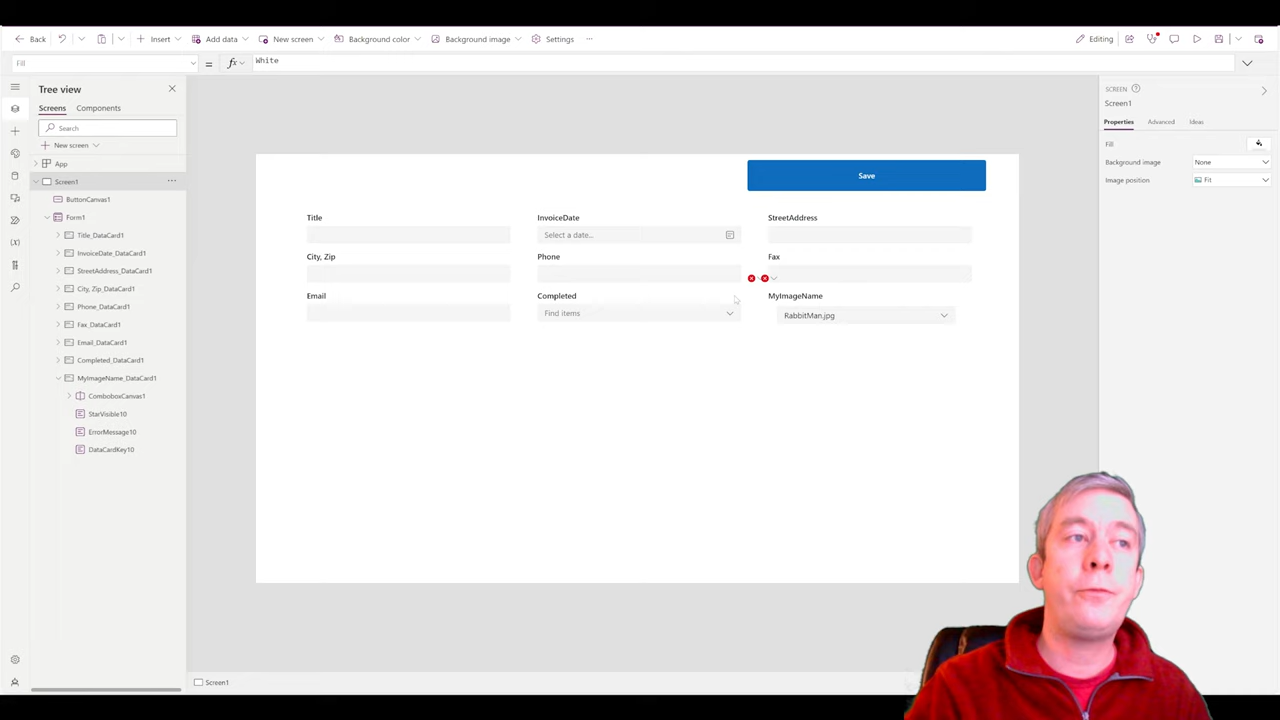 Back
Insert
Add data
New screen
Background color
Background image
Settings
Editing
Fill
=
fx
White
Tree view
Screens
Components
Search
New screen
App
Screen1
ButtonCanvas1
Form1
Title_DataCard1
InvoiceDate_DataCard1
StreetAddress_DataCard1
City, Zip_DataCard1
Phone_DataCard1
Fax_DataCard1
Email_DataCard1
Completed_DataCard1
MyImageName_DataCard1
ComboboxCanvas1
StarVisible10
ErrorMessage10
DataCardKey10
Save
Title
InvoiceDate
StreetAddress
Select a date...
City, Zip
Phone
Fax
Email
Completed
MyImageName
Find items
RabbitMan.jpg
Screen1
SCREEN
Screen1
Properties
Advanced
Ideas
Fill
Background image
None
Image position
Fit